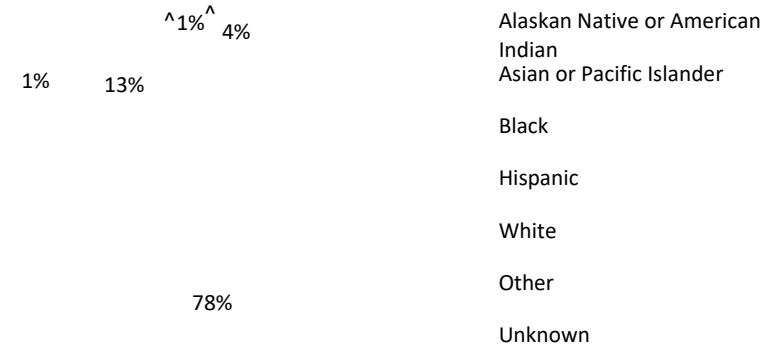 ^1%^
4%
1%
13%
78%
Alaskan Native or American
Indian
Asian or Pacific Islander
Black
Hispanic
White
Other
Unknown